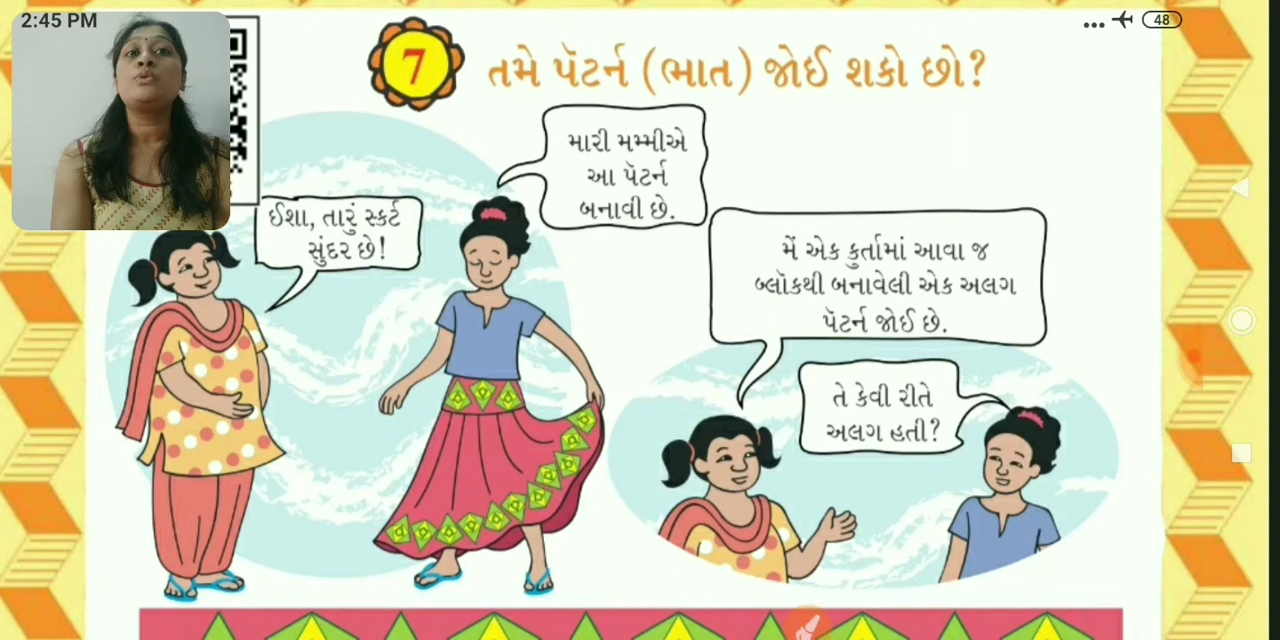 2:45 PM
48
7 તમે પૅટર્ન (ભાત) જોઈ શકો છો?
મારી મમ્મીએ
આ પૅટર્ન
બનાવી છે.
ઈશા, તારું સ્કર્ટ
સુંદર છે!
મેં એક કુર્તામાં આવા જ
બ્લૉકથી બનાવેલી એક અલગ
પૅટર્ન જોઈ છે.
તે કેવી રીતે
અલગ હતી?